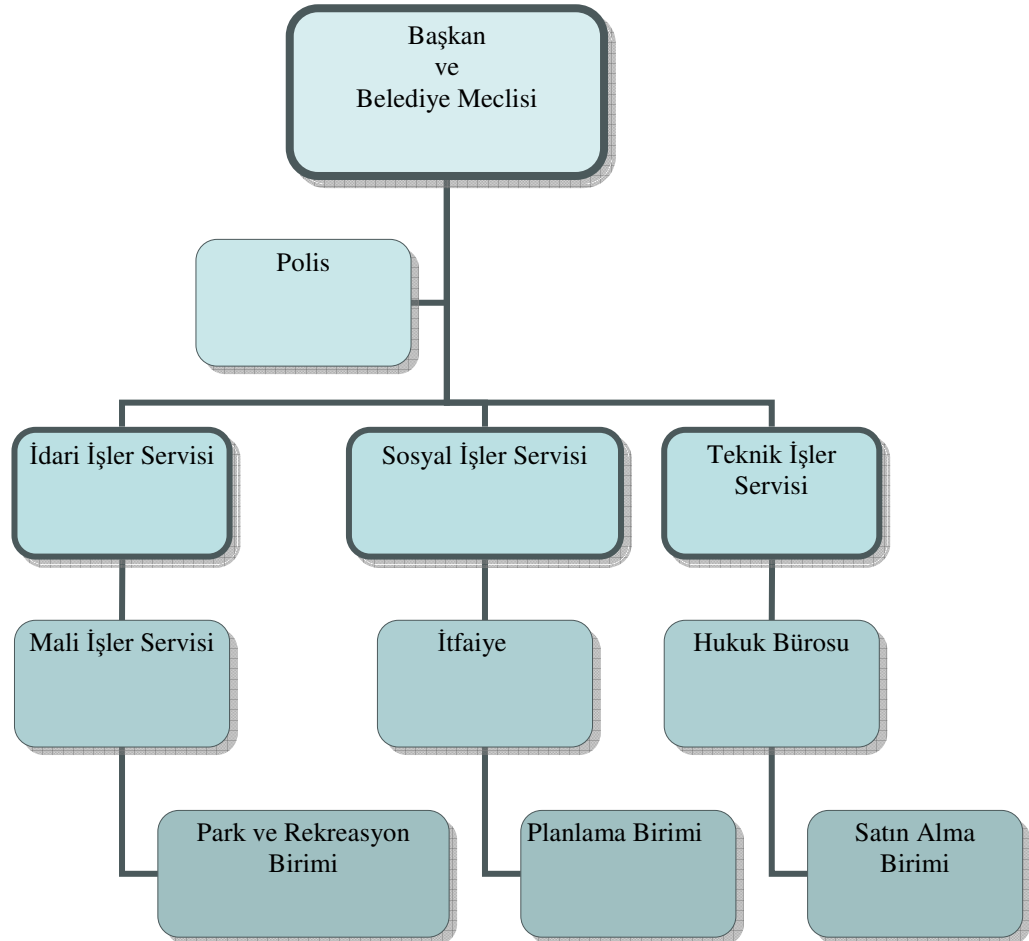 Başkan
ve
Belediye Meclisi
Polis
İdari İşler Servisi
Sosyal İşler Servisi
Teknik İşler
Servisi
Mali İşler Servisi
İtfaiye
Hukuk Bürosu
Park ve Rekreasyon
Birimi
Planlama Birimi
Satın Alma
Birimi